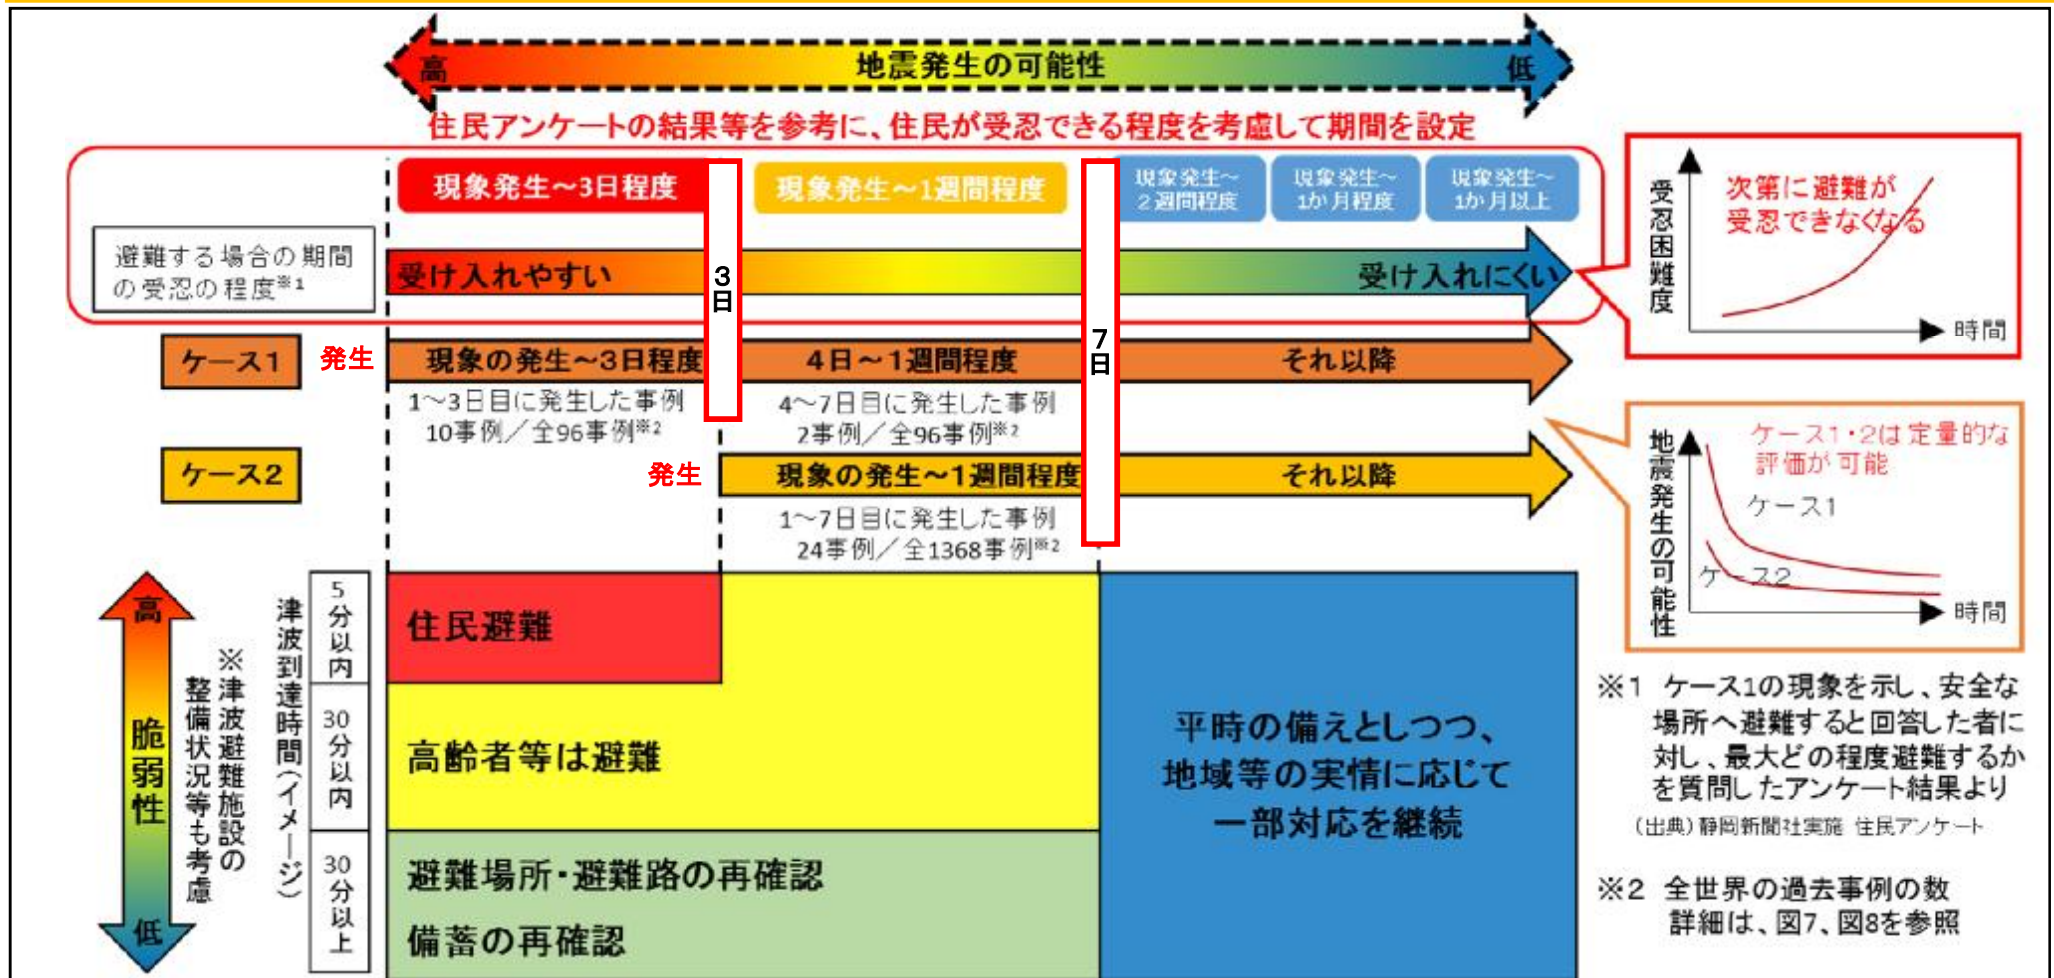 高
地震発生の可能性
低
住民アンケートの結果等を参考に、住民が受忍できる程度を考慮して期間を設定
現象発生～3日程度
現象発生～1週間程度
現象発生～
2週間程度
現象発生～
1か月程度
現象発生～
1か月以上
避難する場合の期間
の受忍の程度※1
受け入れやすい
受け入れにくい
3日
7日
受忍困難度
次第に避難が
受忍できなくなる
時間
ケース1
発生
現象の発生～3日程度
4日～1週間程度
それ以降
1～3日目に発生した事例
10事例／全96事例※2
4～7日目に発生した事例
2事例／全96事例※2
ケース2
発生
現象の発生～1週間程度
それ以降
1～7日目に発生した事例
24事例／全1368事例※2
地震発生の可能性
ケース1・2は定量的な
評価が可能
ケース1
ケース2
時間
高
脆弱性
低
※津波避難施設の
整備状況等も考慮
津波到達時間（イメージ）
5分以内
30分以内
30分以上
住民避難
高齢者等は避難
避難場所・避難路の再確認
備蓄の再確認
平時の備えとしつつ、
地域等の実情に応じて
一部対応を継続
※1 ケース1の現象を示し、安全な
場所へ避難すると回答した者に
対し、最大どの程度避難するか
を質問したアンケート結果より
（出典）静岡新聞社実施 住民アンケート
※2 全世界の過去事例の数
詳細は、図7、図8を参照